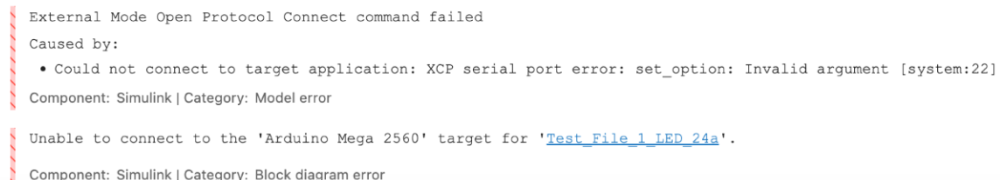 External Mode Open Protocol Connect command failed
Caused by:
• Could not connect to target application: XCP serial port error: set_option: Invalid argument [system:22]
Component: Simulink | Category: Model error
Unable to connect to the 'Arduino Mega 2560' target for 'Test_File_1_LED_24a'.
Component: Simulink | Category: Block diagram error